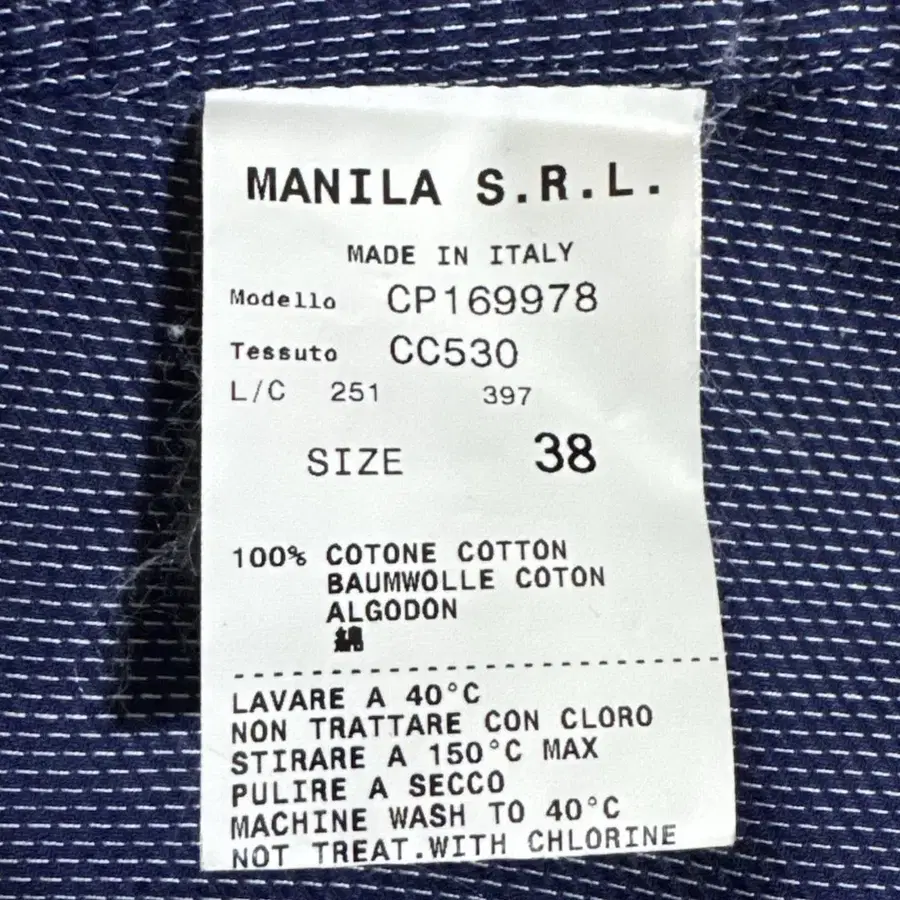 MANILA S.R.L.
MADE IN ITALY
Modello CP169978
Tessuto CC530
L/C 251 397
SIZE 38
100% COTONE COTTON
BAUMWOLLE COTON
ALGODON
LAVARE A 40°C
NON TRATTARE CON CLORO
STIRARE A 150°C MAX
PULIRE A SECCO
MACHINE WASH TO 40°C
NOT TREAT.WITH CHLORINE